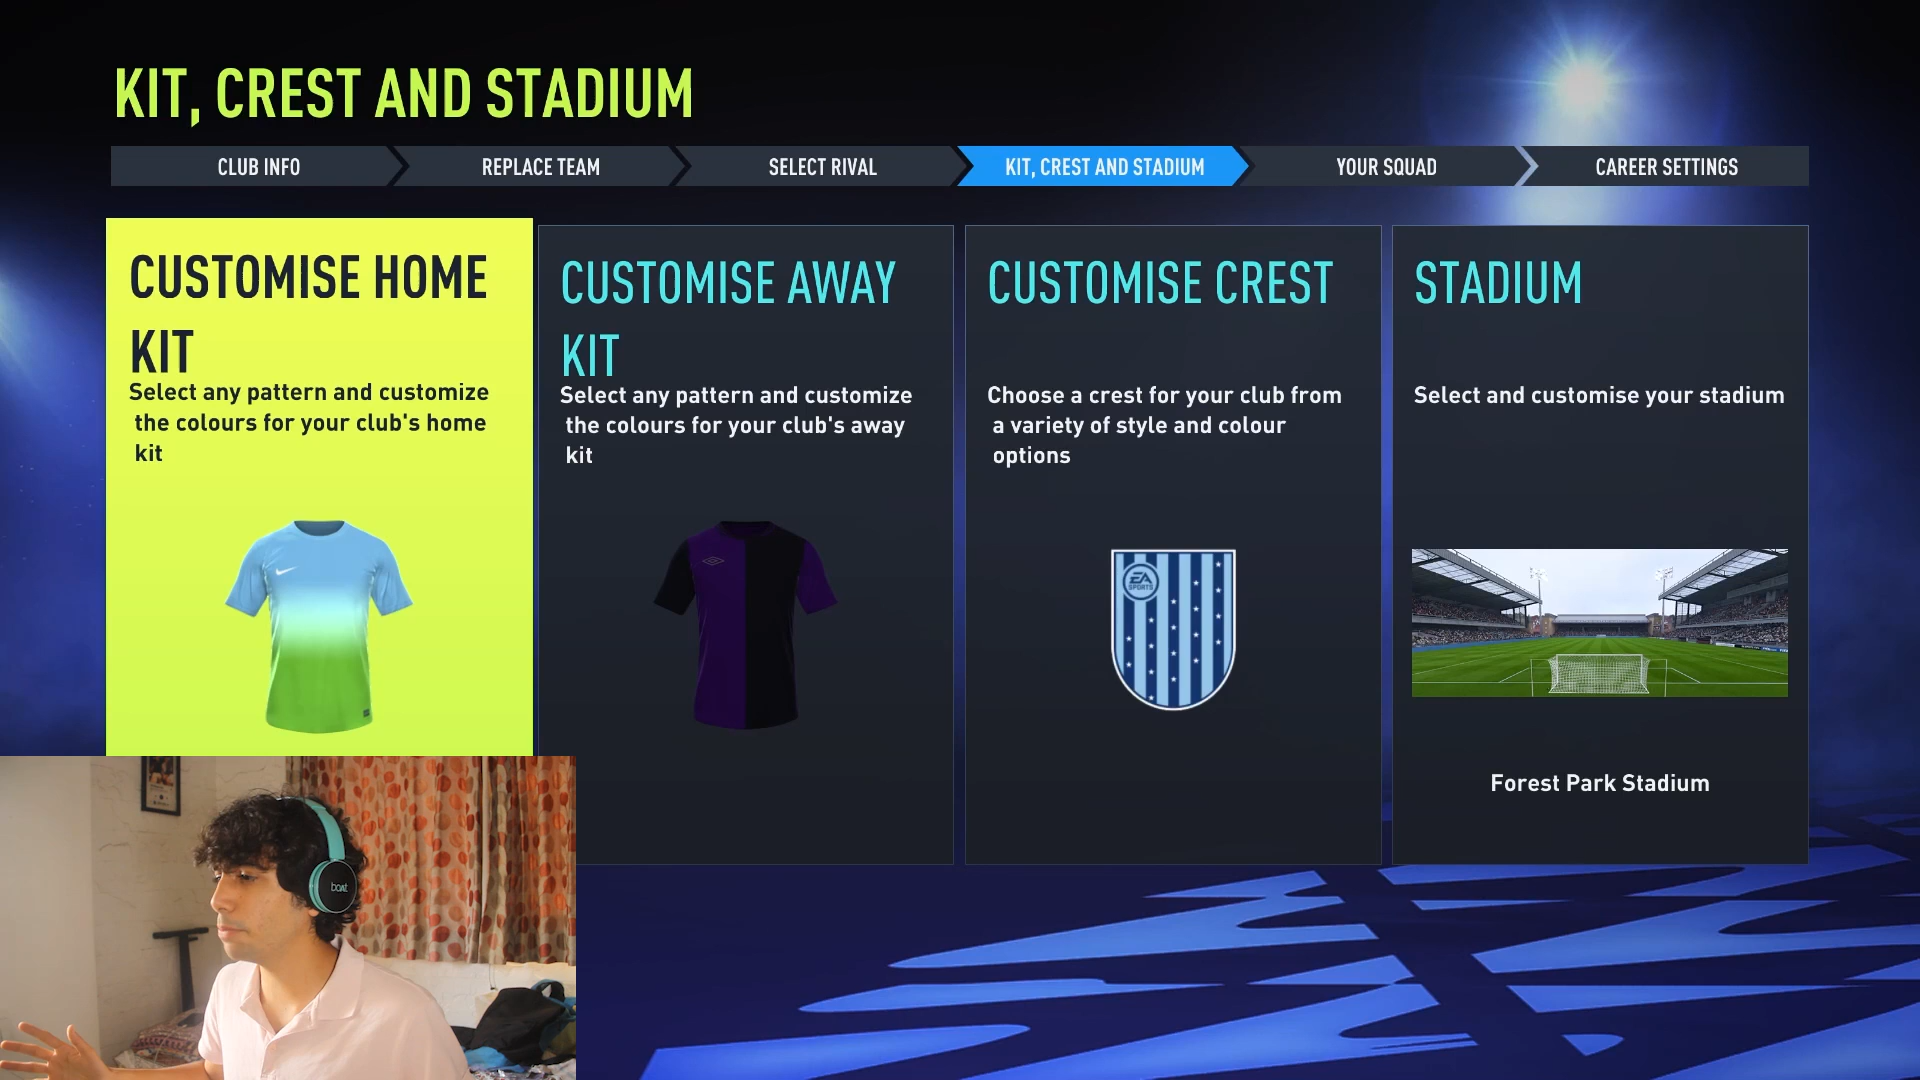 KIT, CREST AND STADIUM
CLUB INFO
REPLACE TEAM
SELECT RIVAL
KIT, CREST AND STADIUM
YOUR SQUAD
CAREER SETTINGS
CUSTOMISE HOME
KIT
Select any pattern and customize
the colours for your club's home
kit
CUSTOMISE AWAY
KIT
Select any pattern and customize
the colours for your club's away
kit
CUSTOMISE CREST
Choose a crest for your club from
a variety of style and colour
options
EA
SPORTS
STADIUM
Select and customise your stadium
Forest Park Stadium
boAt